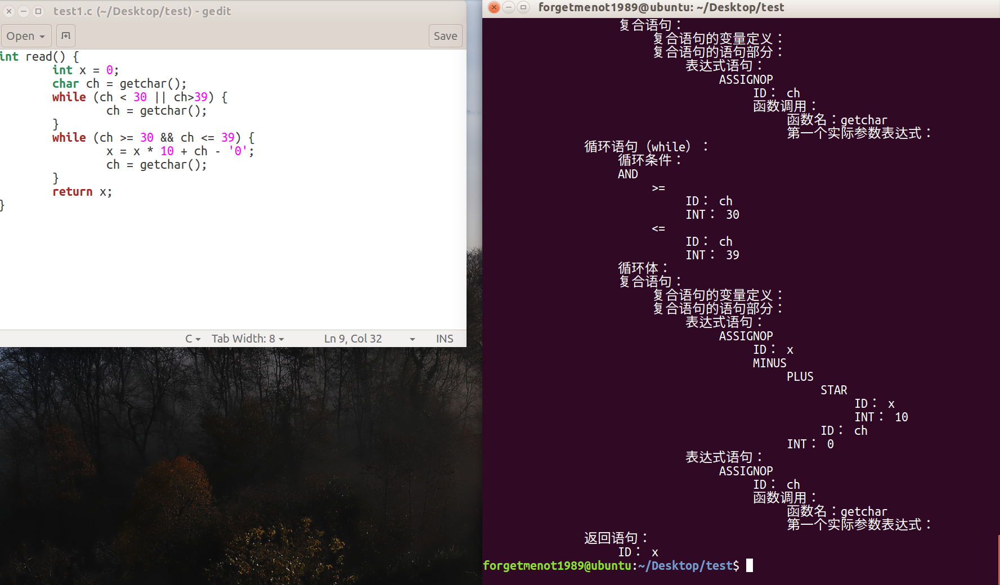 test1.c (~/Desktop/test) - gedit
Open
Save
int read() {
        int x = 0;
        char ch = getchar();
        while (ch < 30 || ch>39) {
                ch = getchar();
        }
        while (ch >= 30 && ch <= 39) {
                x = x * 10 + ch - '0';
                ch = getchar();
        }
        return x;
}
C Tab Width: 8 Ln 9, Col 32 INS
forgetmenot1989@ubuntu: ~/Desktop/test
复合语句：
复合语句的变量定义：
复合语句的语句部分：
表达式语句：
ASSIGNOP
ID： ch
函数调用：
函数名：getchar
第一个实际参数表达式：
循环语句（while）：
循环条件：
AND
>=
ID： ch
INT： 30
<=
ID： ch
INT： 39
循环体：
复合语句：
复合语句的变量定义：
复合语句的语句部分：
表达式语句：
ASSIGNOP
ID： x
MINUS
PLUS
STAR
ID： x
INT： 10
ID： ch
INT： 0
表达式语句：
ASSIGNOP
ID： ch
函数调用：
函数名：getchar
第一个实际参数表达式：
返回语句：
ID： x
forgetmenot1989@ubuntu:~/Desktop/test$